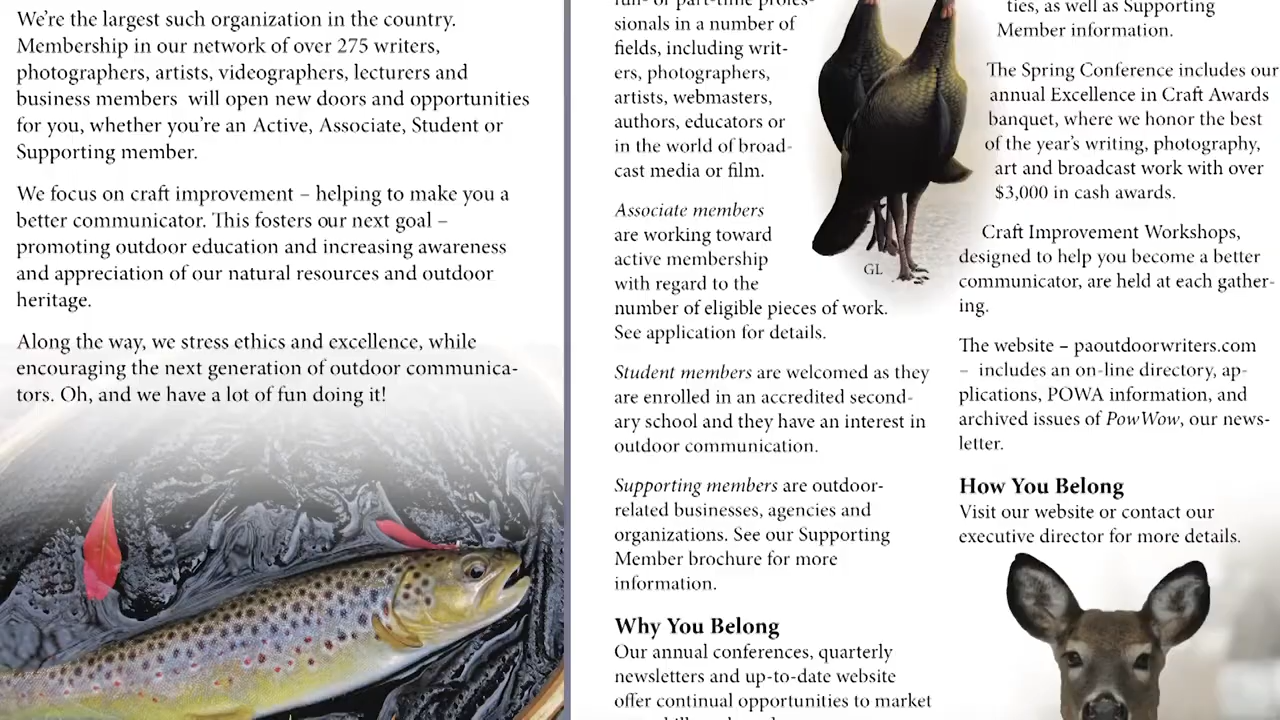 We're the largest such organization in the country.
Membership in our network of over 275 writers,
photographers, artists, videographers, lecturers and
business members will open new doors and opportunities
for you, whether you're an Active, Associate, Student or
Supporting member.
We focus on craft improvement – helping to make you a
better communicator. This fosters our next goal –
promoting outdoor education and increasing awareness
and appreciation of our natural resources and outdoor
heritage.
Along the way, we stress ethics and excellence, while
encouraging the next generation of outdoor communica-
tors. Oh, and we have a lot of fun doing it!
full- or part-time profes-
sionals in a number of
fields, including writ-
ers, photographers,
artists, webmasters,
authors, educators or
in the world of broad-
cast media or film.
Associate members
are working toward
active membership
with regard to the
number of eligible pieces of work.
See application for details.
Student members are welcomed as they
are enrolled in an accredited second-
ary school and they have an interest in
outdoor communication.
Supporting members are outdoor-
related businesses, agencies and
organizations. See our Supporting
Member brochure for more
information.
Why You Belong
Our annual conferences, quarterly
newsletters and up-to-date website
offer continual opportunities to market
GL
ties, as well as Supporting
Member information.
The Spring Conference includes our
annual Excellence in Craft Awards
banquet, where we honor the best
of the year's writing, photography,
art and broadcast work with over
$3,000 in cash awards.
Craft Improvement Workshops,
designed to help you become a better
communicator, are held at each gather-
ing.
The website – paoutdoorwriters.com
– includes an on-line directory, ap-
plications, POWA information, and
archived issues of PowWow, our news-
letter.
How You Belong
Visit our website or contact our
executive director for more details.